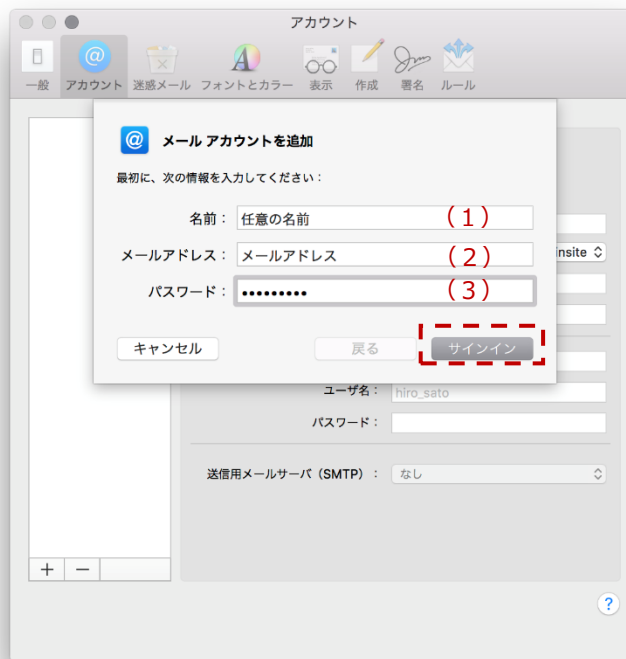 アカウント
一般 アカウント 迷惑メール フォントとカラー 表示 作成 署名 ルール
メール アカウントを追加
最初に、次の情報を入力してください：
名前： 任意の名前 （1）
メールアドレス： メールアドレス （2）
insite
パスワード： ••••••••• （3）
キャンセル 戻る サインイン
ユーザ名： hiro_sato
パスワード：
送信用メールサーバ（SMTP）： なし
+ −
?